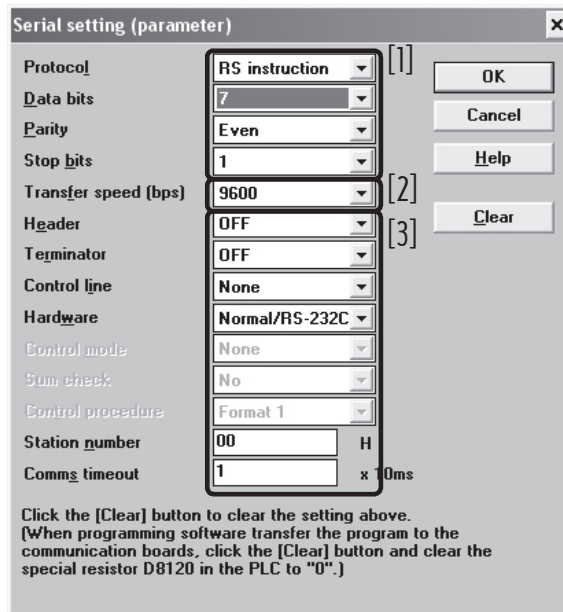 Serial setting (parameter)
Protocol RS instruction [1]
Data bits 7
Parity Even
Stop bits 1
Transfer speed (bps) 9600 [2]
Header OFF [3]
Terminator OFF
Control line None
Hardware Normal/RS-232C
Control mode None
Sum check No
Control procedure Format 1
Station number 00 H
Comms timeout 1 x 10ms
OK
Cancel
Help
Clear
Click the [Clear] button to clear the setting above.
(When programming software transfer the program to the
communication boards, click the [Clear] button and clear the
special resistor D8120 in the PLC to "0".)